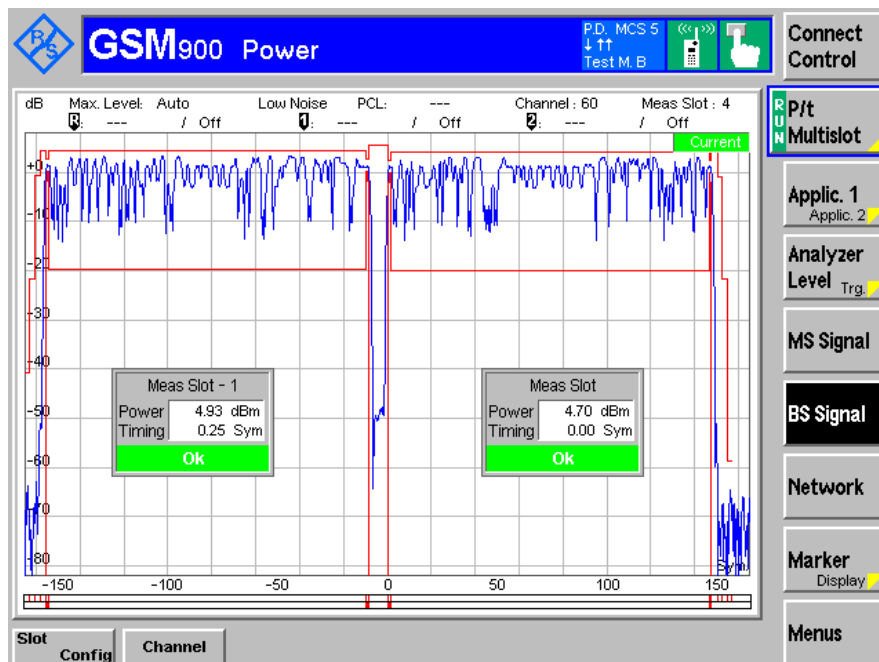 R/S
GSM900 Power
P.D. MCS 5
↓ ↑↑
Test M. B
Connect Control
dB Max. Level: Auto Low Noise PCL: --- Channel : 60 Meas Slot : 4
R: --- / Off 1: --- / Off 2: --- / Off
Current
RUN
P/t Multislot
Applic. 1
Applic. 2
Analyzer Level Trg.
MS Signal
BS Signal
Network
Marker
Display
Menus
+0
-10
-20
-30
-40
-50
-60
-70
-80
Meas Slot - 1
Power 4.93 dBm
Timing 0.25 Sym
Ok
Meas Slot
Power 4.70 dBm
Timing 0.00 Sym
Ok
Sym
-150 -100 -50 0 50 100 150
Slot Config
Channel